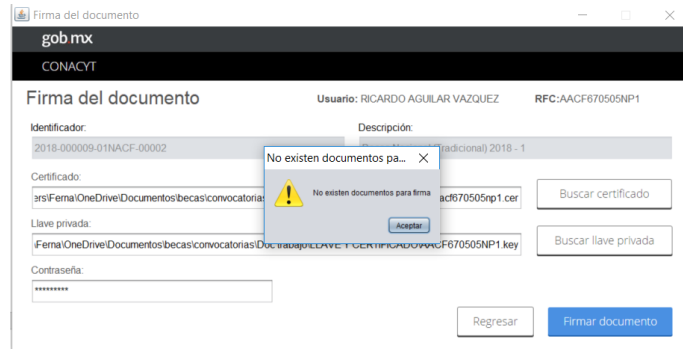 Firma del documento
gob.mx
CONACYT
Firma del documento
Usuario: RICARDO AGUILAR VAZQUEZ
RFC:AACF670505NP1
Identificador:
Descripción:
2018-000009-01NACF-00002
Tradicional) 2018 - 1
No existen documentos pa...
Certificado:
No existen documentos para firma
ers\Ferna\OneDrive\Documentos\becas\convocatorias
acf670505np1.cer
Buscar certificado
Aceptar
Llave privada:
\Ferna\OneDrive\Documentos\becas\convocatorias\Doc trabajo\LLAVE Y CERTIFICADO\AACF670505NP1.key
Buscar llave privada
Contraseña:
*********
Regresar
Firmar documento